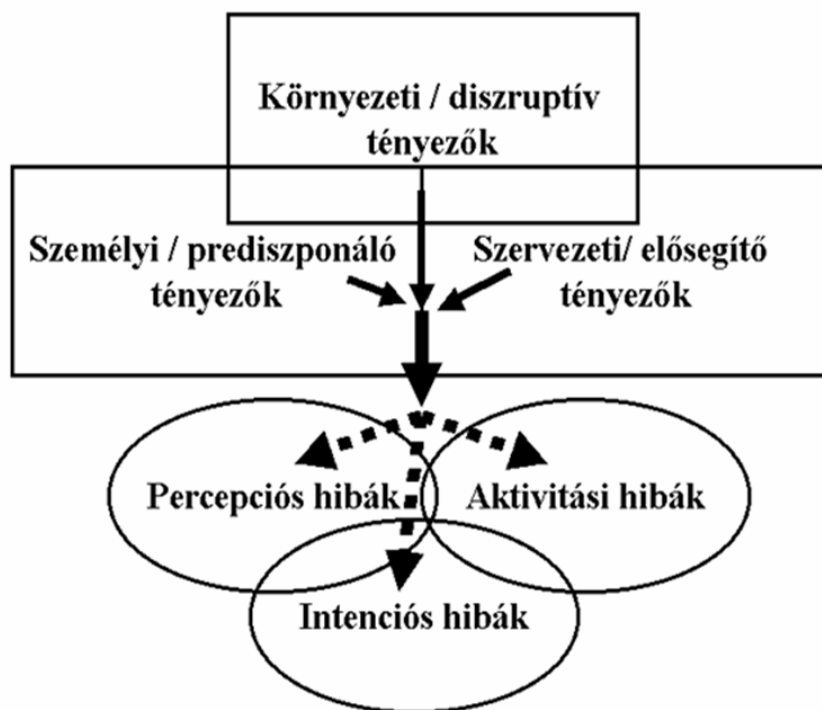 Környezeti / diszruptív
tényezők
Személyi / prediszponáló
tényezők
Szervezeti/ elősegítő
tényezők
Percepciós hibák
Aktivitási hibák
Intenciós hibák